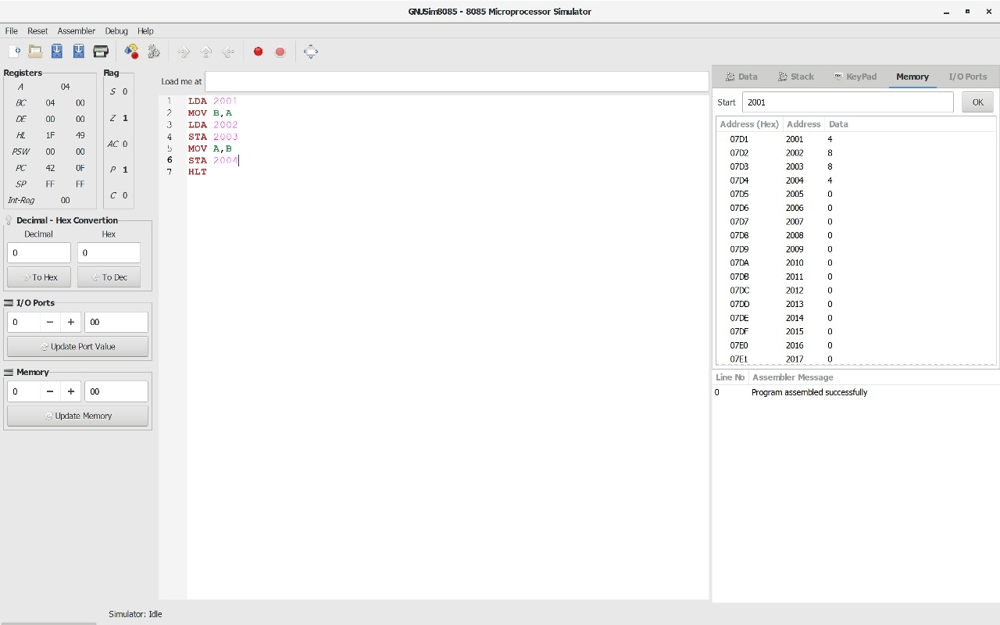 GNUSim8085 - 8085 Microprocessor Simulator
File Reset Assembler Debug Help
Registers
A 04
BC 04 00
DE 00 00
HL 1F 49
PSW 00 00
PC 42 0F
SP FF FF
Int-Reg 00
Flag
S 0
Z 1
AC 0
P 1
C 0
Decimal - Hex Convertion
Decimal Hex
0 0
To Hex To Dec
I/O Ports
0 − + 00
Update Port Value
Memory
0 − + 00
Update Memory
Load me at
1 LDA 2001
2 MOV B,A
3 LDA 2002
4 STA 2003
5 MOV A,B
6 STA 2004
7 HLT
Data Stack KeyPad Memory I/O Ports
Start 2001 OK
Address (Hex) Address Data
07D1 2001 4
07D2 2002 8
07D3 2003 8
07D4 2004 4
07D5 2005 0
07D6 2006 0
07D7 2007 0
07D8 2008 0
07D9 2009 0
07DA 2010 0
07DB 2011 0
07DC 2012 0
07DD 2013 0
07DE 2014 0
07DF 2015 0
07E0 2016 0
07E1 2017 0
Line No Assembler Message
0 Program assembled successfully
Simulator: Idle